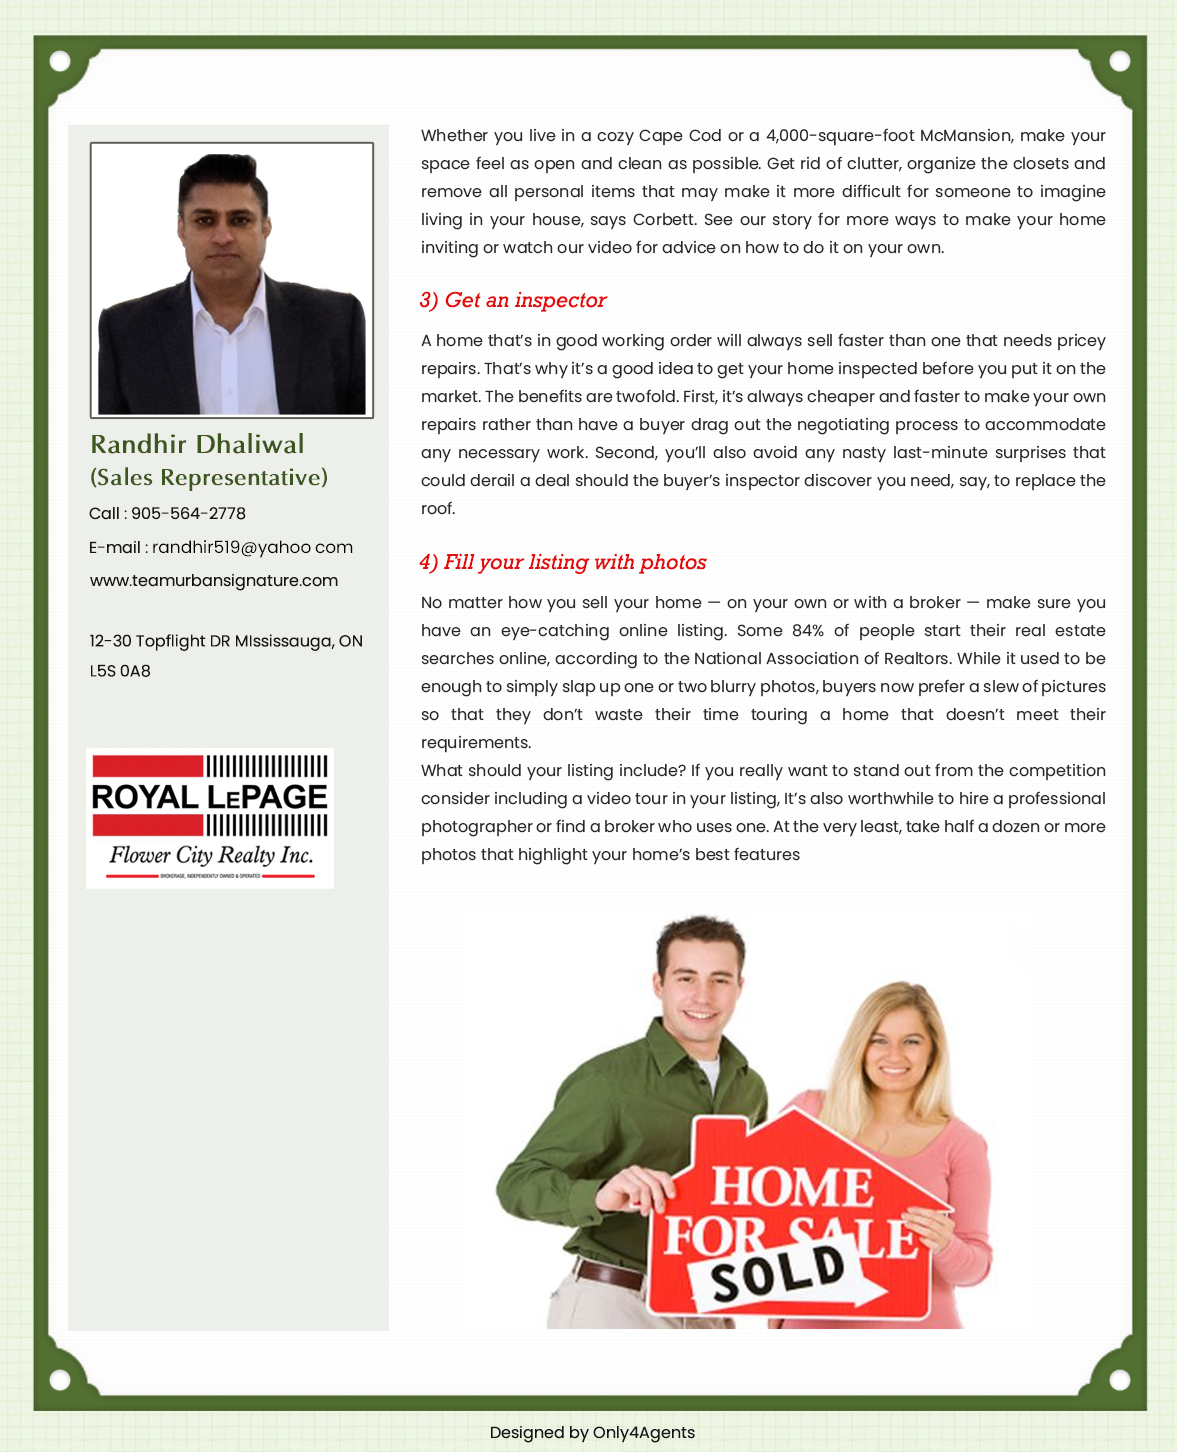 Randhir Dhaliwal
(Sales Representative)
Call : 905-564-2778
E-mail : randhir519@yahoo com
www.teamurbansignature.com
12-30 Topflight DR MIssissauga, ON
L5S 0A8
ROYAL LEPAGE
Flower City Realty Inc.
BROKERAGE, INDEPENDENTLY OWNED & OPERATED
Whether you live in a cozy Cape Cod or a 4,000-square-foot McMansion, make your
space feel as open and clean as possible. Get rid of clutter, organize the closets and
remove all personal items that may make it more difficult for someone to imagine
living in your house, says Corbett. See our story for more ways to make your home
inviting or watch our video for advice on how to do it on your own.
3) Get an inspector
A home that’s in good working order will always sell faster than one that needs pricey
repairs. That’s why it’s a good idea to get your home inspected before you put it on the
market. The benefits are twofold. First, it’s always cheaper and faster to make your own
repairs rather than have a buyer drag out the negotiating process to accommodate
any necessary work. Second, you’ll also avoid any nasty last-minute surprises that
could derail a deal should the buyer’s inspector discover you need, say, to replace the
roof.
4) Fill your listing with photos
No matter how you sell your home — on your own or with a broker — make sure you
have an eye-catching online listing. Some 84% of people start their real estate
searches online, according to the National Association of Realtors. While it used to be
enough to simply slap up one or two blurry photos, buyers now prefer a slew of pictures
so that they don’t waste their time touring a home that doesn’t meet their
requirements.
What should your listing include? If you really want to stand out from the competition
consider including a video tour in your listing, It’s also worthwhile to hire a professional
photographer or find a broker who uses one. At the very least, take half a dozen or more
photos that highlight your home’s best features
HOME
FOR SALE
SOLD
Designed by Only4Agents